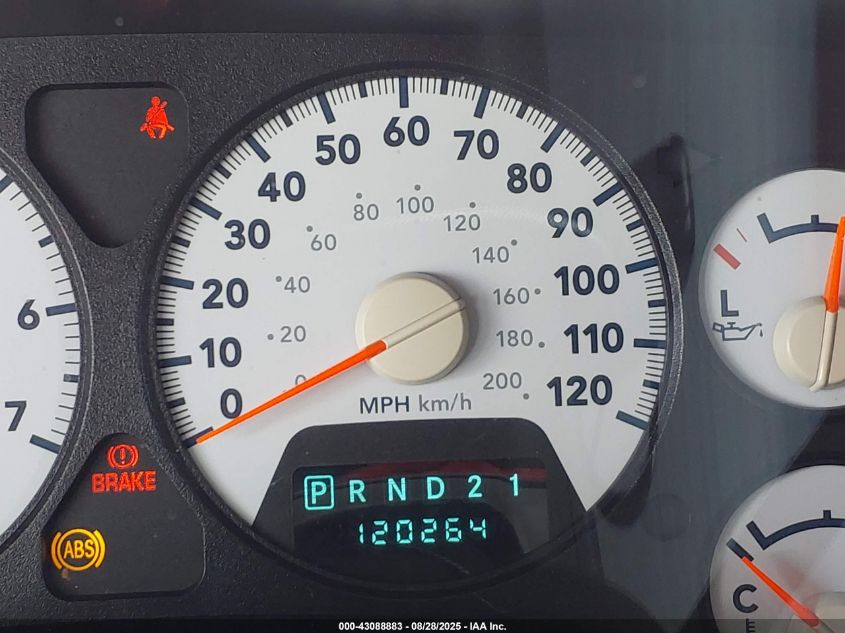 60
50 70
40 80
80 100 120
30 90
60 140
20 40 160 100
6
L
10 20 180 110
0 0 200 120
MPH km/h
7
BRAKE
P R N D 2 1
120264
ABS
C
E
000-43088883 - 08/28/2025 - IAA Inc.